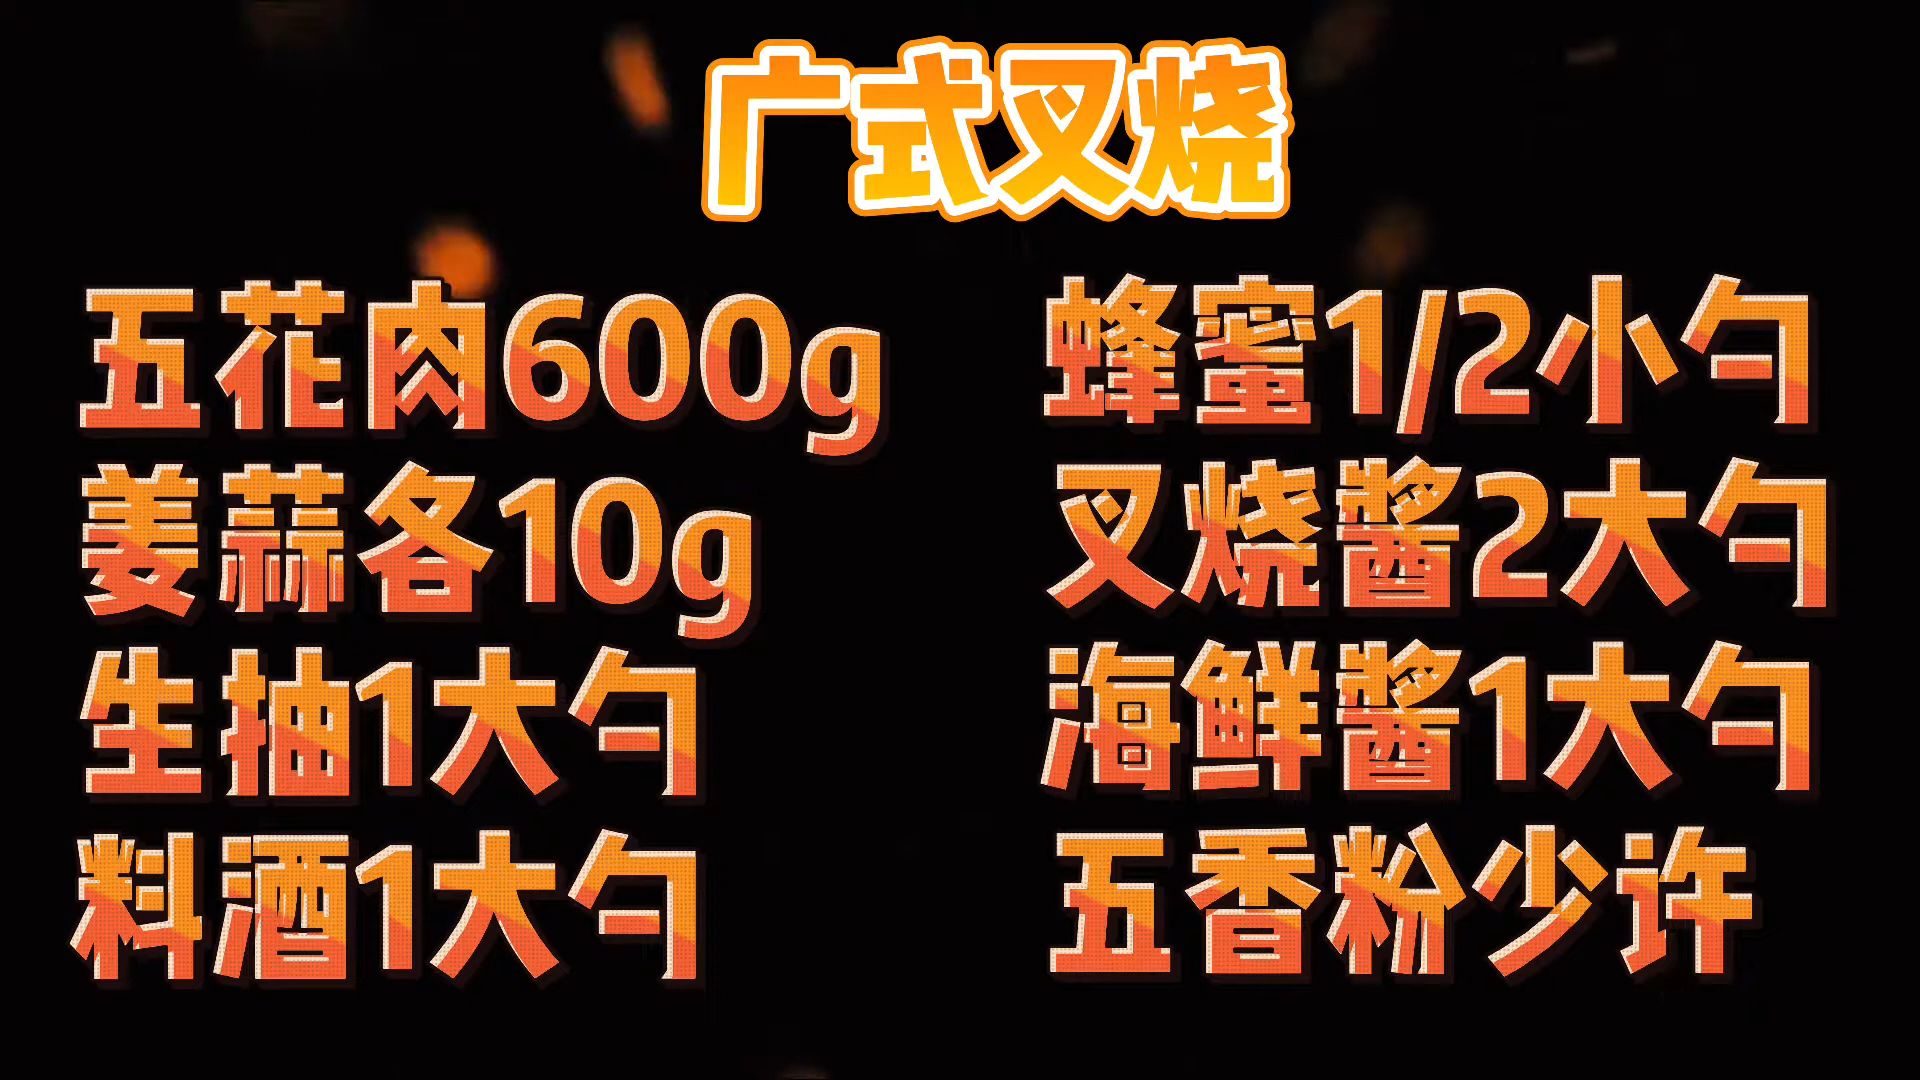 广式叉烧
五花肉600g
姜蒜各10g
生抽1大勺
料酒1大勺
蜂蜜1/2小勺
叉烧酱2大勺
海鲜酱1大勺
五香粉少许